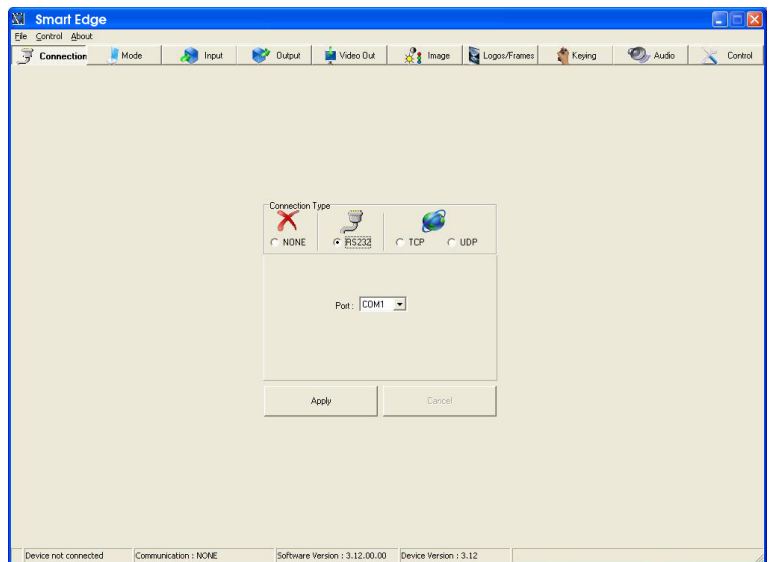 Smart Edge
File Control About
Connection Mode Input Output Video Out Image Logos/Frames Keying Audio Control
Connection Type
NONE RS232 TCP UDP
Port : COM1
Apply Cancel
Device not connected Communication : NONE Software Version : 3.12.00.00 Device Version : 3.12